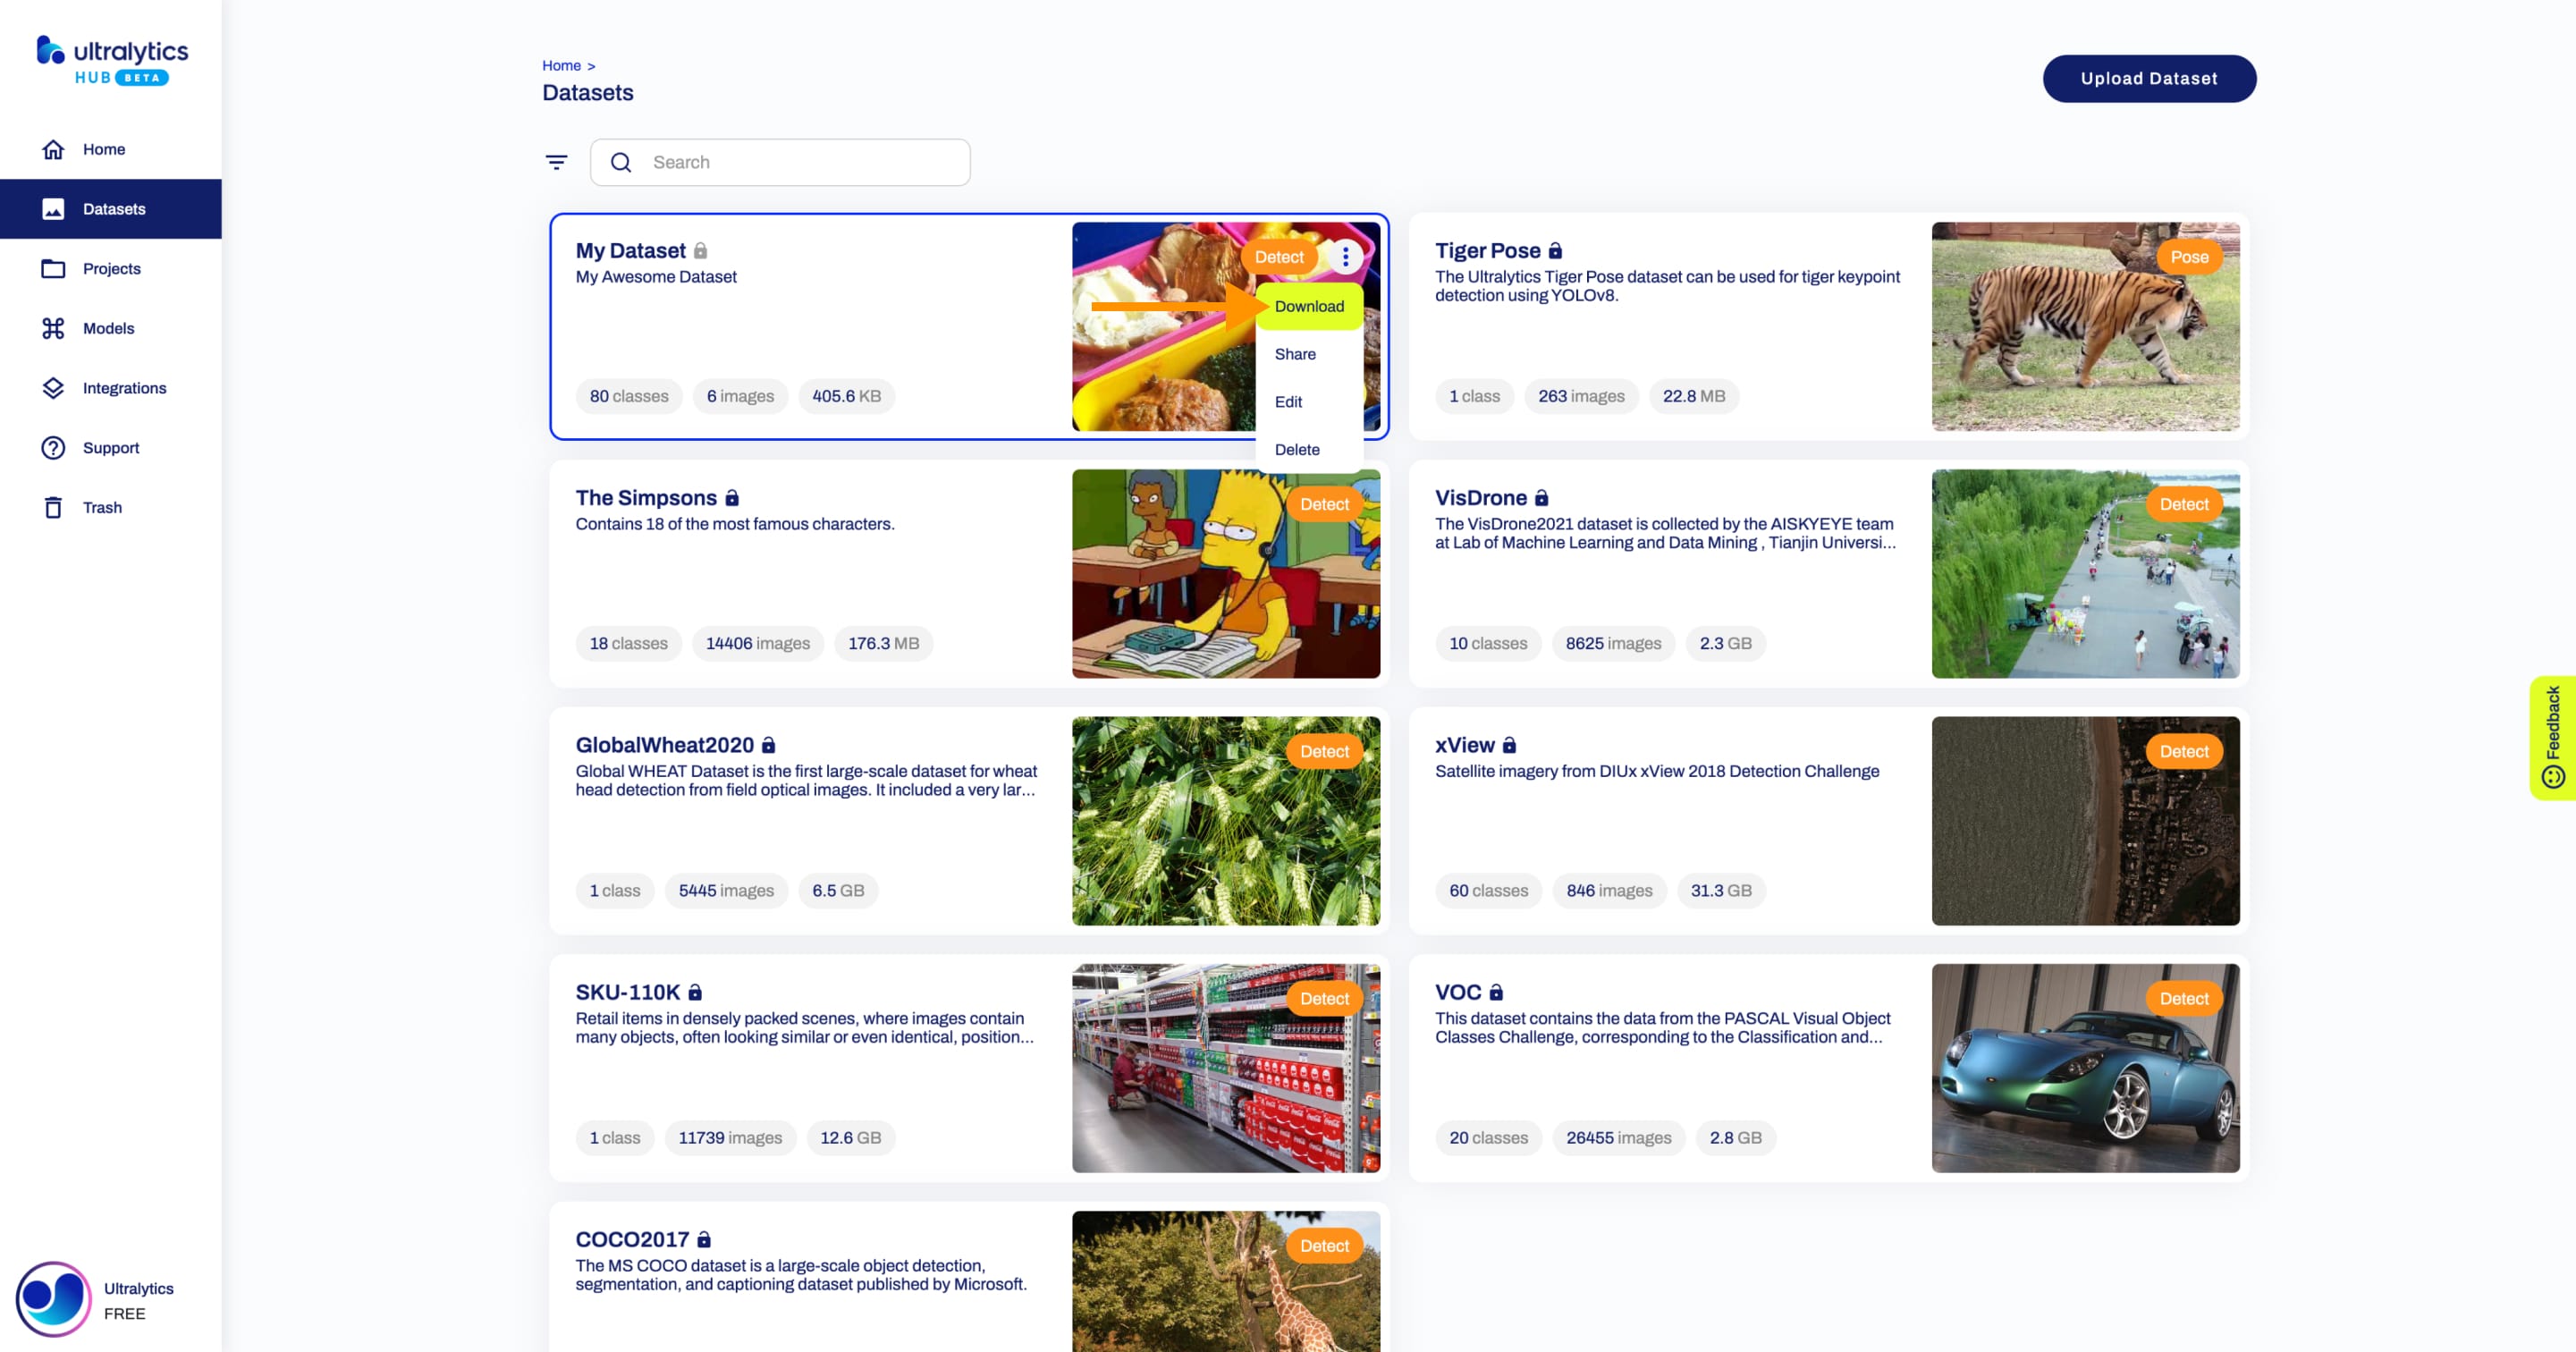 ultralytics
HUB BETA
Home
Datasets
Projects
Models
Integrations
Support
Trash
Ultralytics
FREE
Home >
Datasets
Upload Dataset
Search
My Dataset
My Awesome Dataset
80 classes
6 images
405.6 KB
Detect
Download
Share
Edit
Delete
Tiger Pose
The Ultralytics Tiger Pose dataset can be used for tiger keypoint
detection using YOLOv8.
1 class
263 images
22.8 MB
Pose
The Simpsons
Contains 18 of the most famous characters.
18 classes
14406 images
176.3 MB
Detect
VisDrone
The VisDrone2021 dataset is collected by the AISKYEYE team
at Lab of Machine Learning and Data Mining , Tianjin Universi...
10 classes
8625 images
2.3 GB
Detect
GlobalWheat2020
Global WHEAT Dataset is the first large-scale dataset for wheat
head detection from field optical images. It included a very lar...
1 class
5445 images
6.5 GB
Detect
xView
Satellite imagery from DIUx xView 2018 Detection Challenge
60 classes
846 images
31.3 GB
Detect
SKU-110K
Retail items in densely packed scenes, where images contain
many objects, often looking similar or even identical, position...
1 class
11739 images
12.6 GB
Detect
VOC
This dataset contains the data from the PASCAL Visual Object
Classes Challenge, corresponding to the Classification and...
20 classes
26455 images
2.8 GB
Detect
COCO2017
The MS COCO dataset is a large-scale object detection,
segmentation, and captioning dataset published by Microsoft.
Detect
Feedback